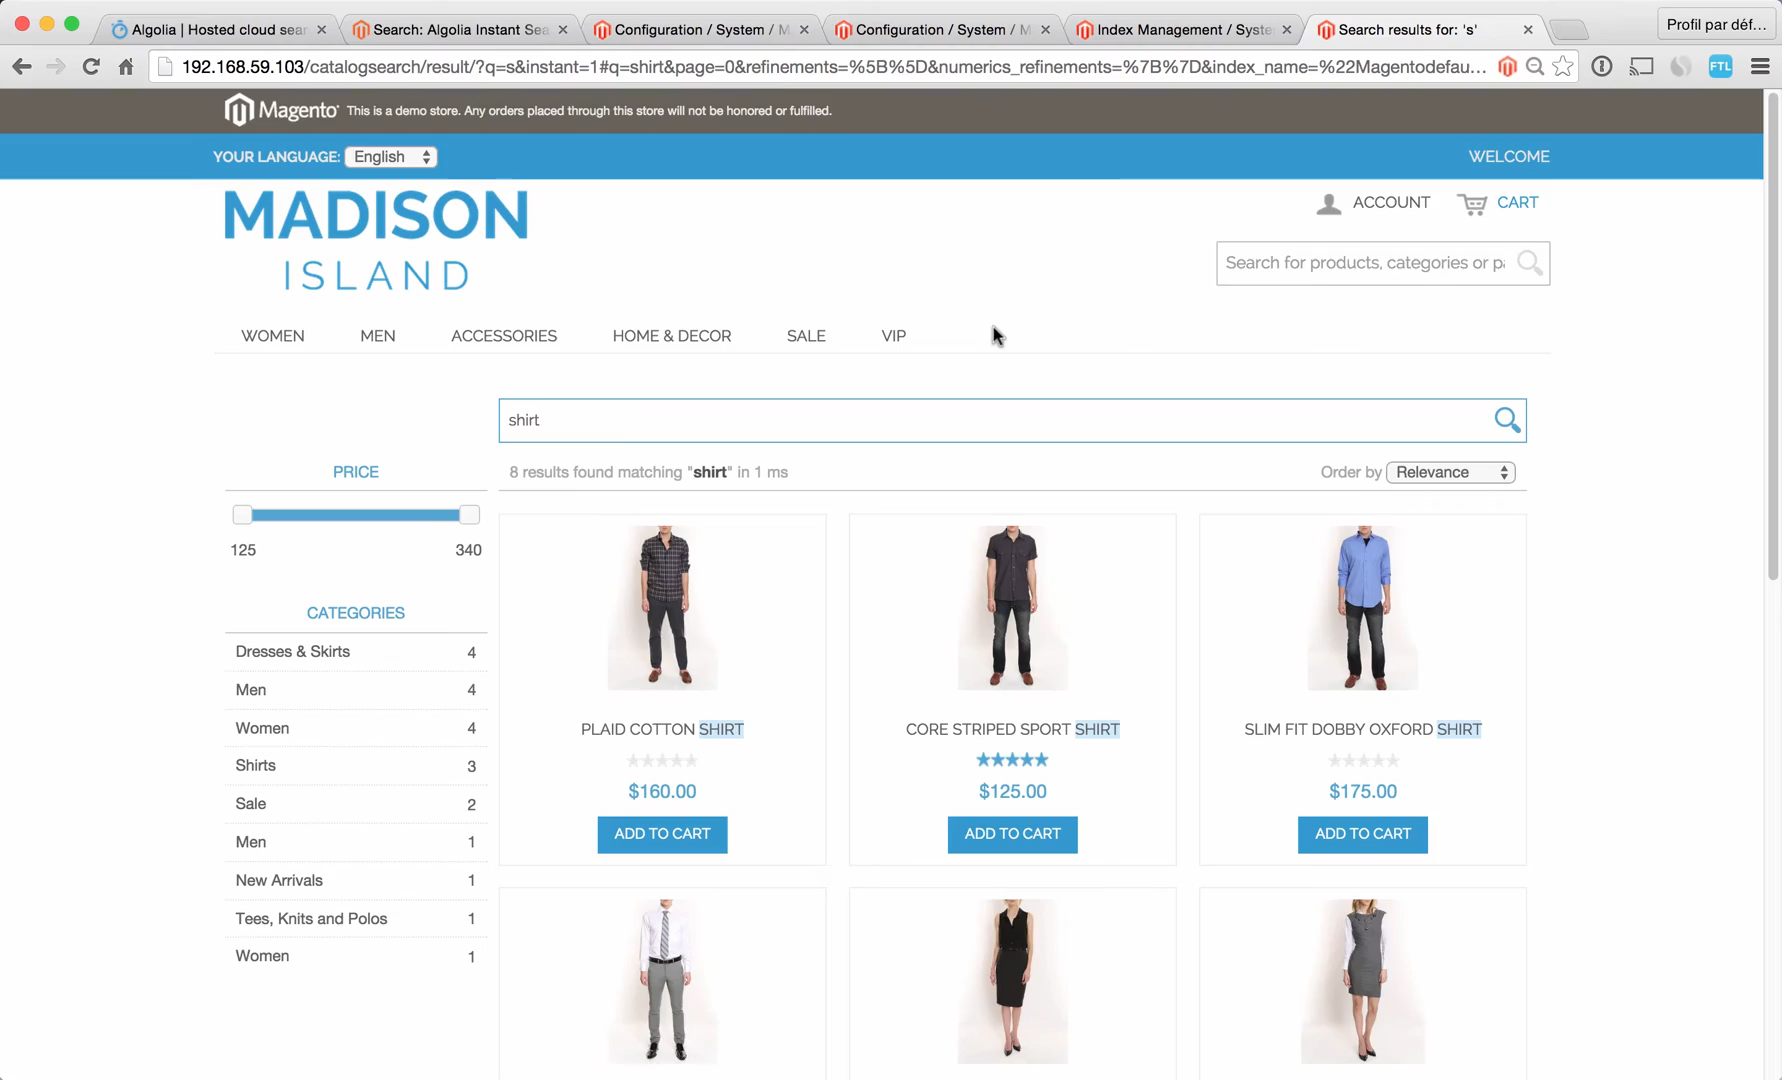 Algolia | Hosted cloud sear
Search: Algolia Instant Sea
Configuration / System / M
Configuration / System / M
Index Management / Syste
Search results for: 's'
Profil par déf...
192.168.59.103/catalogsearch/result/?q=s&instant=1#q=shirt&page=0&refinements=%5B%5D&numerics_refinements=%7B%7D&index_name=%22Magentodefau...
FTL
Magento
This is a demo store. Any orders placed through this store will not be honored or fulfilled.
YOUR LANGUAGE:
English
WELCOME
MADISON
ISLAND
ACCOUNT
CART
Search for products, categories or pa
WOMEN
MEN
ACCESSORIES
HOME & DECOR
SALE
VIP
shirt
PRICE
8 results found matching "shirt" in 1 ms
Order by
Relevance
125
340
CATEGORIES
Dresses & Skirts 4
Men 4
Women 4
Shirts 3
Sale 2
Men 1
New Arrivals 1
Tees, Knits and Polos 1
Women 1
PLAID COTTON SHIRT
$160.00
ADD TO CART
CORE STRIPED SPORT SHIRT
$125.00
ADD TO CART
SLIM FIT DOBBY OXFORD SHIRT
$175.00
ADD TO CART